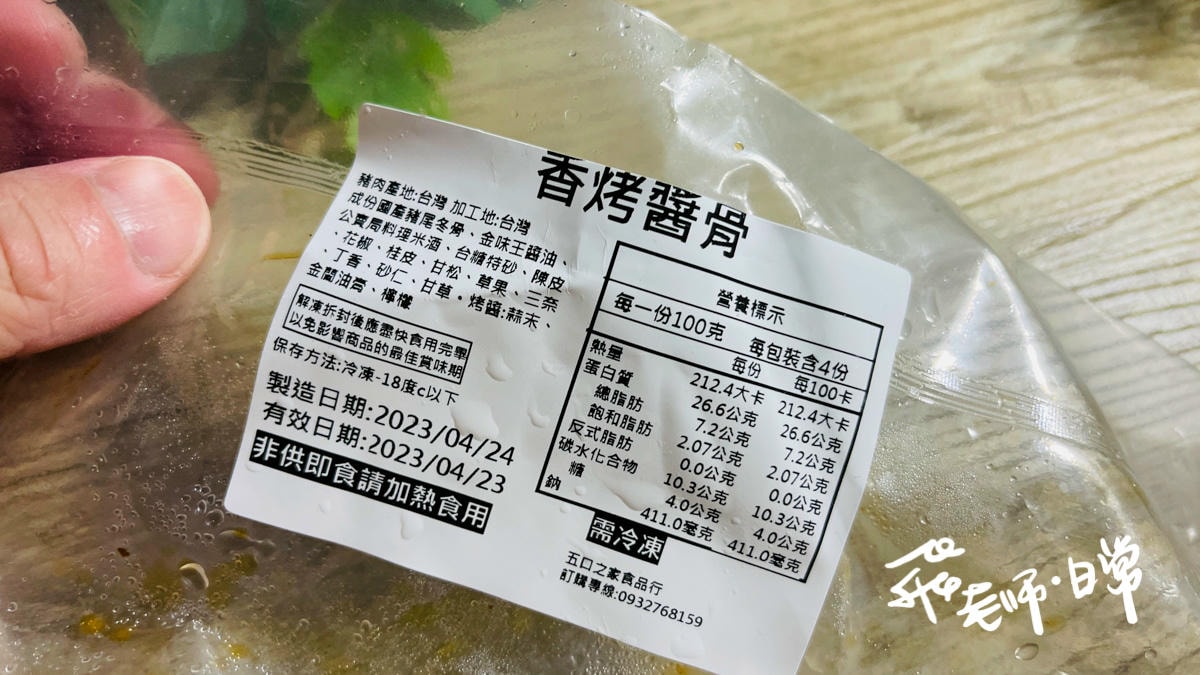 香烤醬骨
豬肉產地:台灣 加工地:台灣
成份國產豬尾冬骨、金味王醬油、
公賣局料理米酒、台糖特砂、陳皮
、花椒、桂皮、甘松、草果、三奈
、丁香、砂仁、甘草。烤醬:蒜末、
金蘭油膏、檸檬
解凍拆封後應盡快食用完畢
以免影響商品的最佳賞味期
保存方法:冷凍-18度c以下
製造日期:2023/04/24
有效日期:2023/04/23
非供即食請加熱食用
營養標示
每一份100克 每包裝含4份
每份 每100卡
熱量 212.4大卡 212.4大卡
蛋白質 26.6公克 26.6公克
總脂肪 7.2公克 7.2公克
飽和脂肪 2.07公克 2.07公克
反式脂肪 0.0公克 0.0公克
碳水化合物 10.3公克 10.3公克
糖 4.0公克 4.0公克
鈉 411.0毫克 411.0毫克
需冷凍
五口之家食品行
訂購專線:0932768159
飛老師·日常